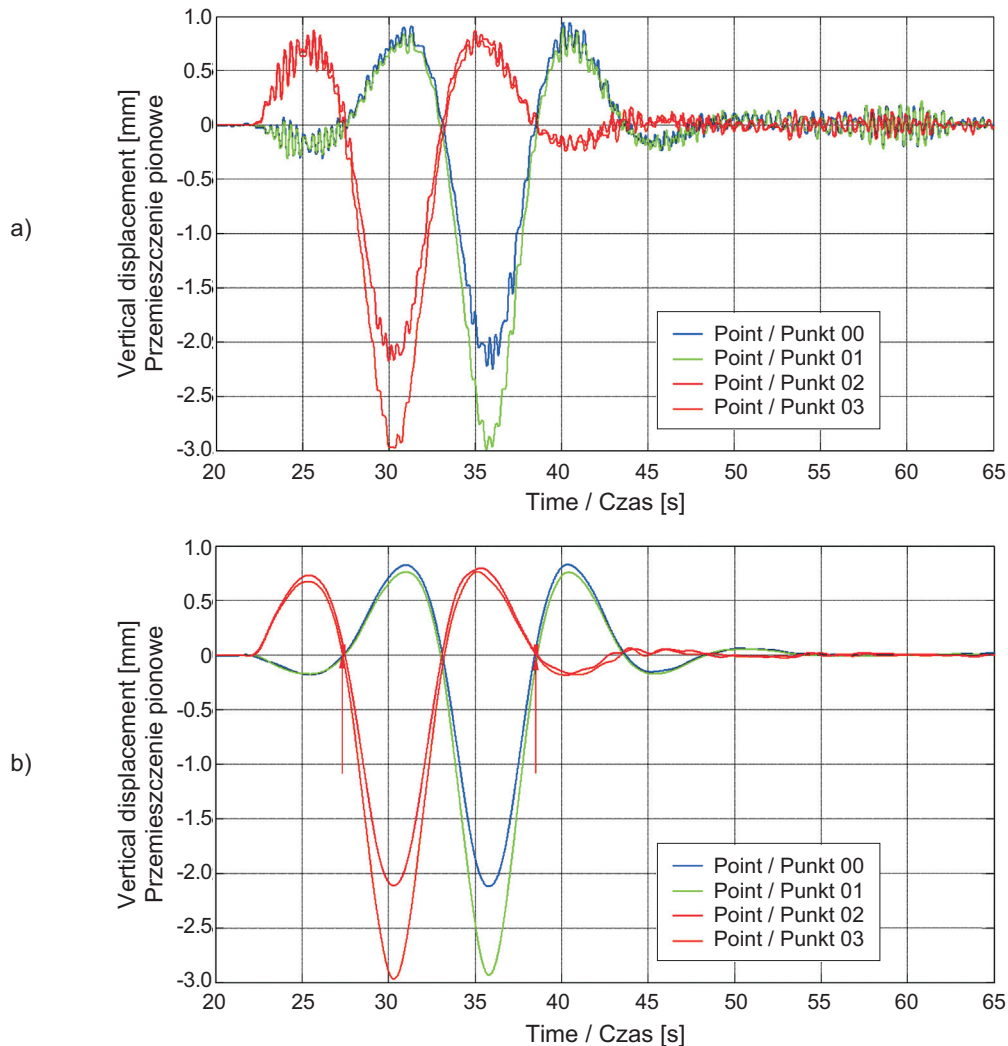 a)
Vertical displacement [mm]
Przemieszczenie pionowe
1.0
0.5
0
-0.5
-1.0
-1.5
-2.0
-2.5
-3.0
20 25 30 35 40 45 50 55 60 65
Time / Czas [s]
Point / Punkt 00
Point / Punkt 01
Point / Punkt 02
Point / Punkt 03
b)
Vertical displacement [mm]
Przemieszczenie pionowe
1.0
0.5
0
-0.5
-1.0
-1.5
-2.0
-2.5
-3.0
20 25 30 35 40 45 50 55 60 65
Time / Czas [s]
Point / Punkt 00
Point / Punkt 01
Point / Punkt 02
Point / Punkt 03